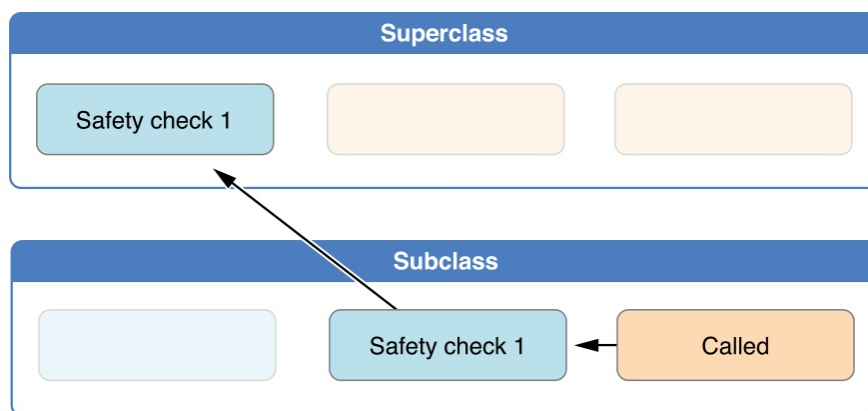 Superclass
Safety check 1
Subclass
Safety check 1
Called